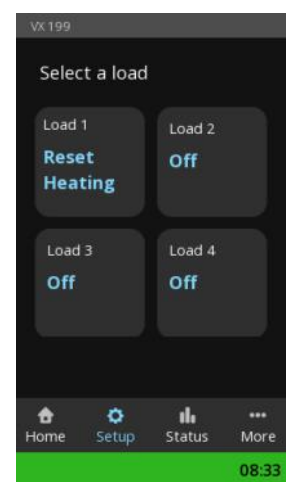 VX 199
Select a load
Load 1
Reset
Heating
Load 2
Off
Load 3
Off
Load 4
Off
Home Setup Status More
08:33